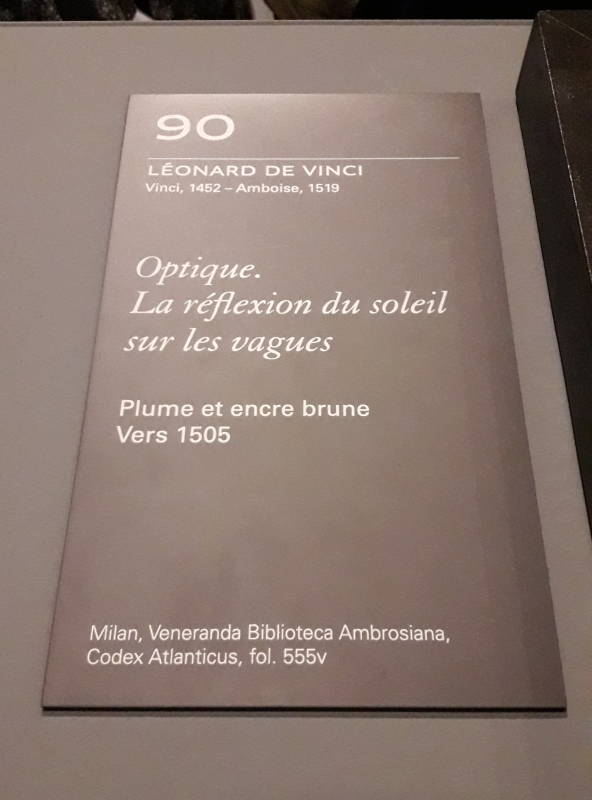 90
LÉONARD DE VINCI
Vinci, 1452 – Amboise, 1519
Optique.
La réflexion du soleil
sur les vagues
Plume et encre brune
Vers 1505
Milan, Veneranda Biblioteca Ambrosiana,
Codex Atlanticus, fol. 555v